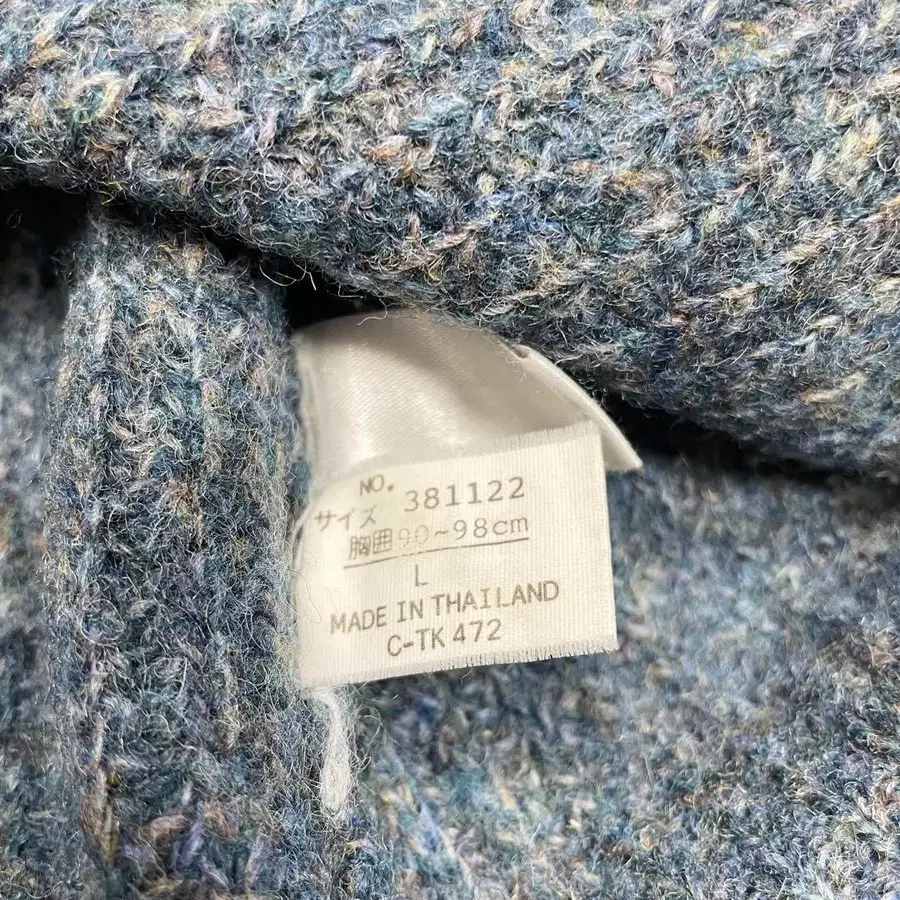 NO. 381122
サイズ
胸囲 90~98cm
L
MADE IN THAILAND
C-TK 472